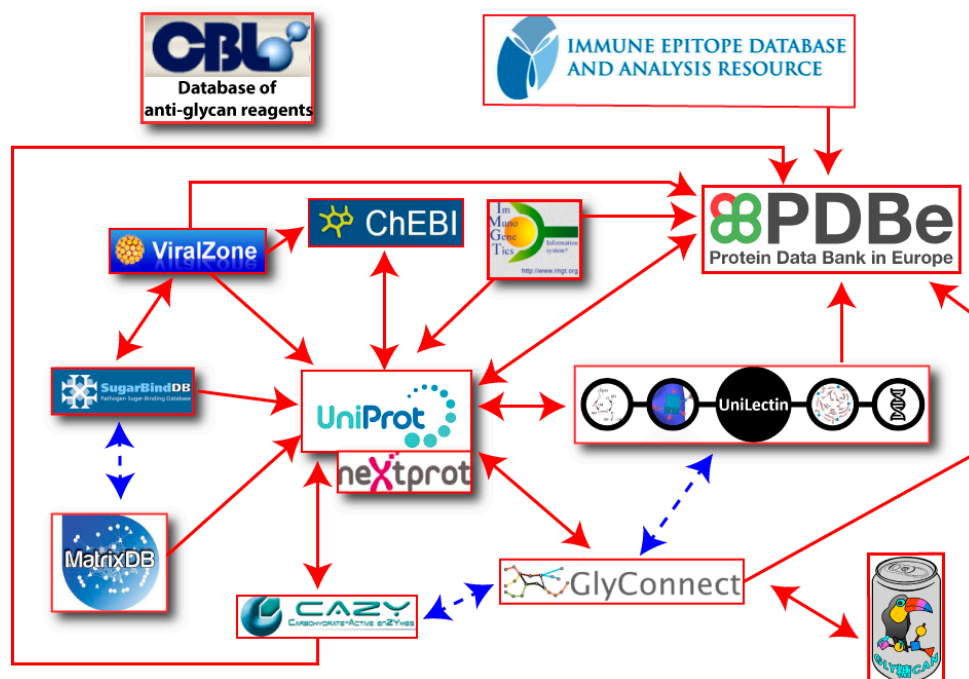 CBL
Database of
anti-glycan reagents
IMMUNE EPITOPE DATABASE
AND ANALYSIS RESOURCE
ViralZone
ChEBI
Im
Muno
Gene
Tics
Information
system®
http://www.imgt.org
PDBe
Protein Data Bank in Europe
SugarBindDB
Pathogen Sugar-Binding Database
UniProt
neXtprot
UniLectin
MatrixDB
CAZY
CARBOHYDRATE-ACTIVE ENZYMES
GlyConnect